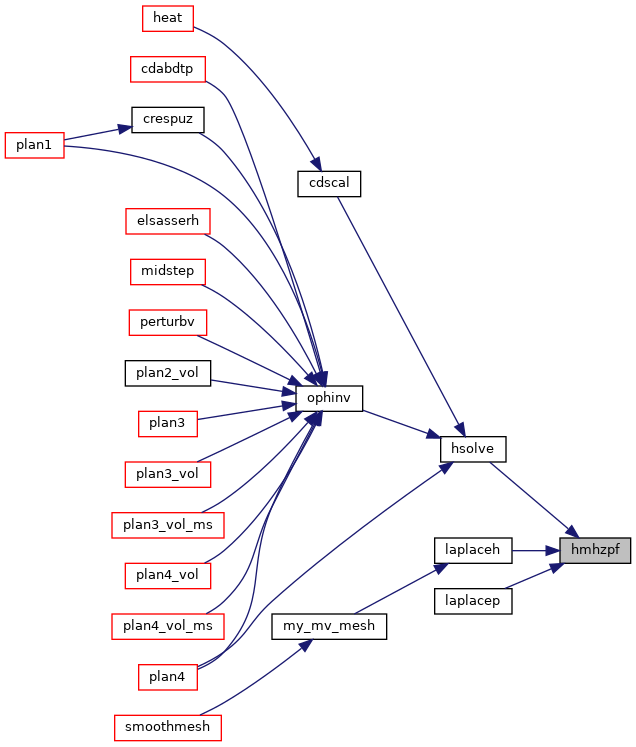 heat
cdabdtp
crespuz
plan1
cdscal
elsasserh
midstep
perturbv
plan2_vol
ophinv
plan3
hsolve
plan3_vol
plan3_vol_ms
laplaceh
hmhzpf
plan4_vol
laplacep
plan4_vol_ms
my_mv_mesh
plan4
smoothmesh